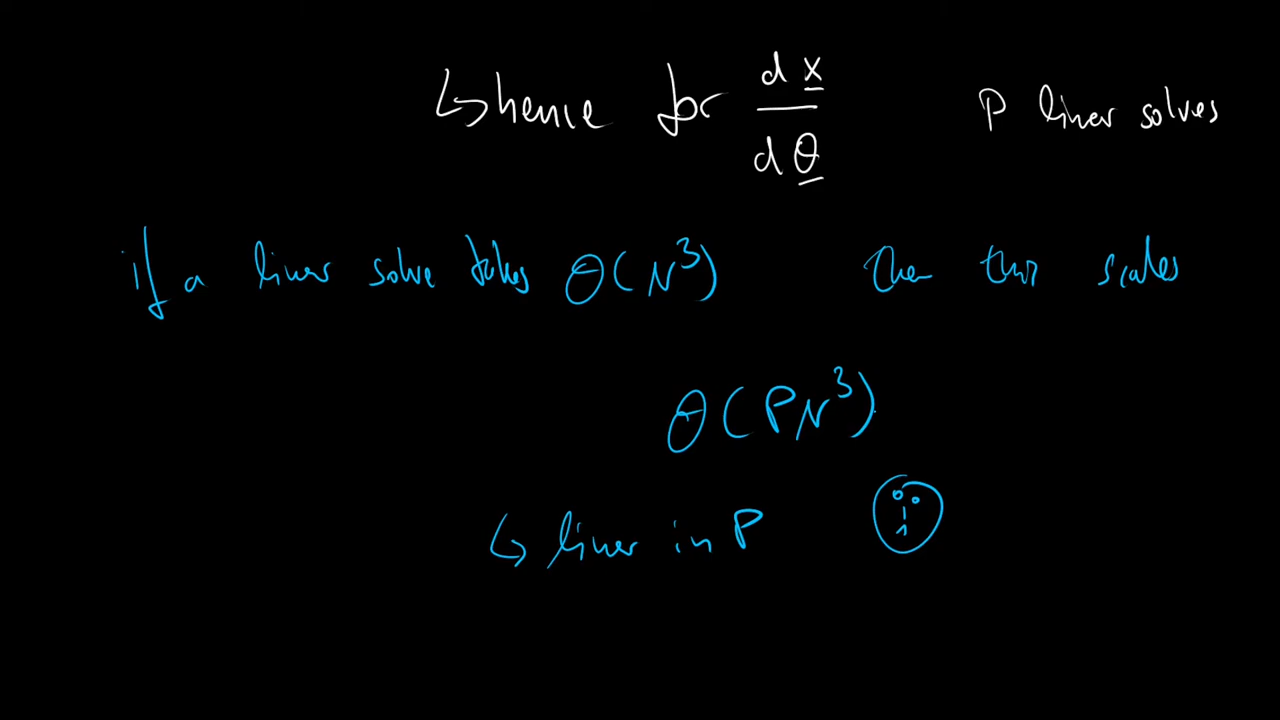 ↳ hence for dx/dθ P linear solves
if a linear solve takes O(N³) then this scales
O(PN³)
↳ linear in P